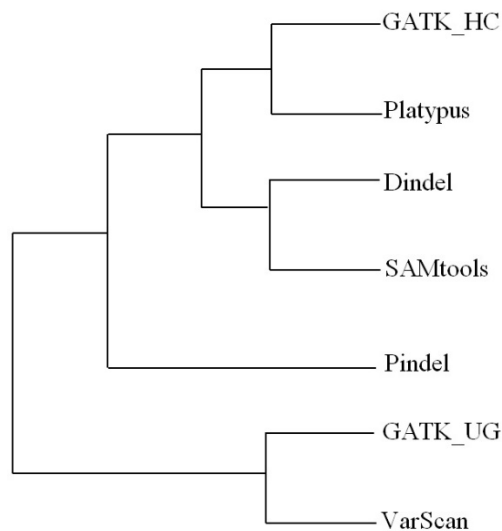 GATK_HC
Platypus
Dindel
SAMtools
Pindel
GATK_UG
VarScan